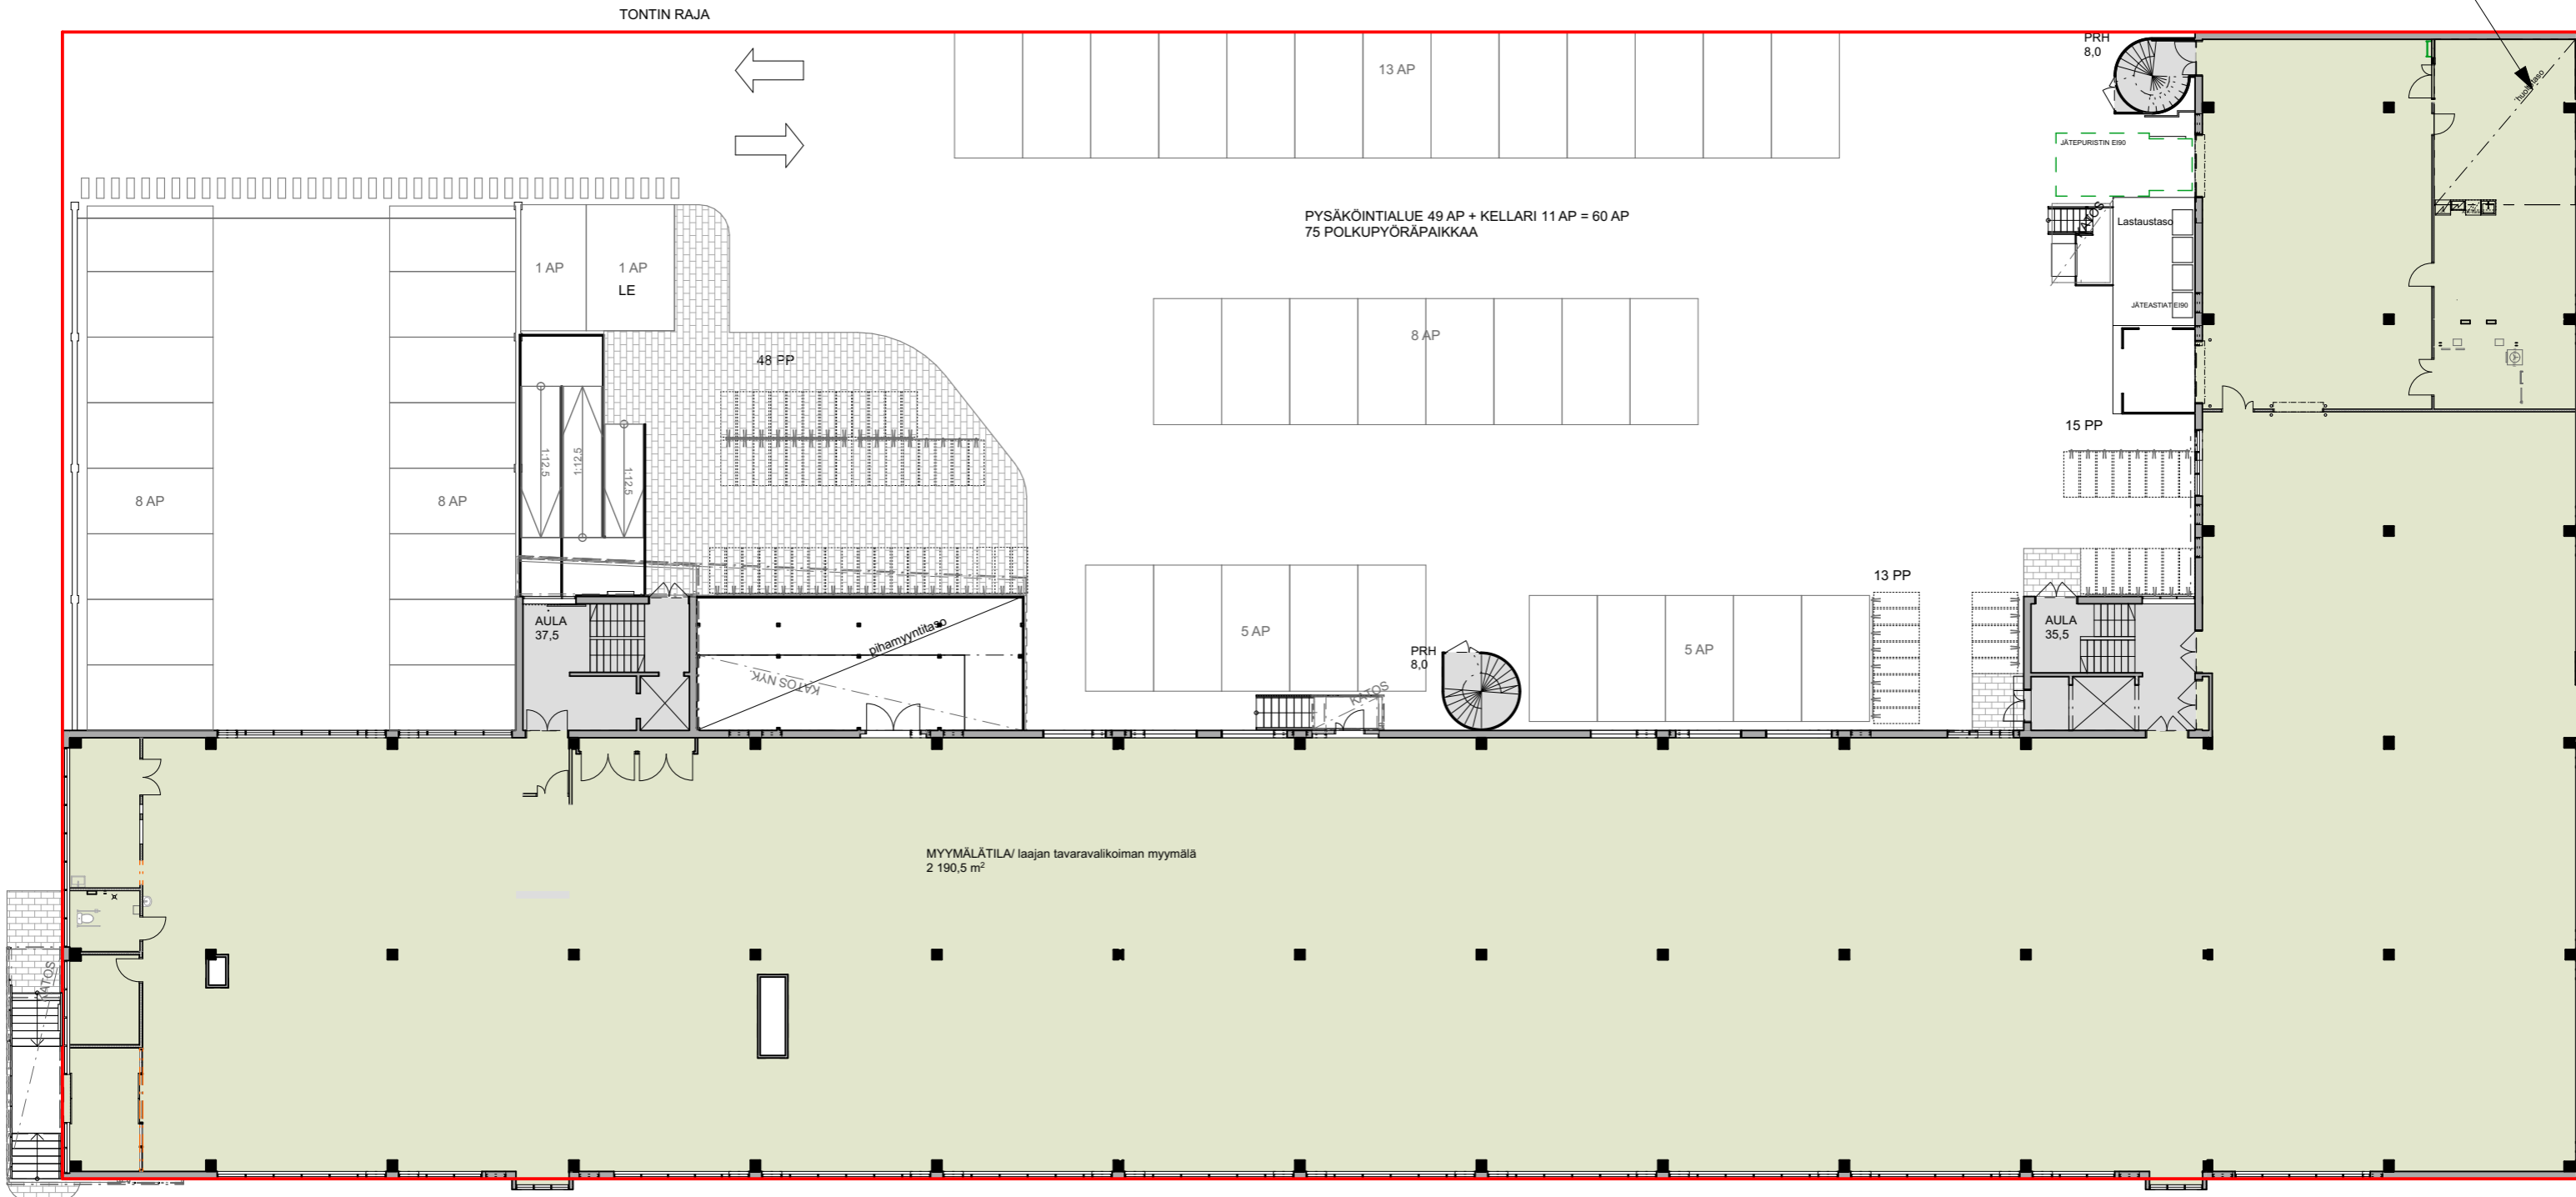 TONTIN RAJA
PRH
8,0
13 AP
huoltotaso
JÄTEPURISTIN EI90
PYSÄKÖINTIALUE 49 AP + KELLARI 11 AP = 60 AP
75 POLKUPYÖRÄPAIKKAA
KATOS
Lastaustaso
1 AP
1 AP
LE
JÄTEASTIAT EI90
8 AP
48 PP
15 PP
1:12,5
1:12,5
1:12,5
8 AP
8 AP
13 PP
AULA
37,5
pihamyyntitaso
KATOS NYK.
5 AP
PRH
8,0
5 AP
AULA
35,5
KATOS
MYYMÄLÄTILA/ laajan tavaravalikoiman myymälä
2 190,5 m²
KATOS